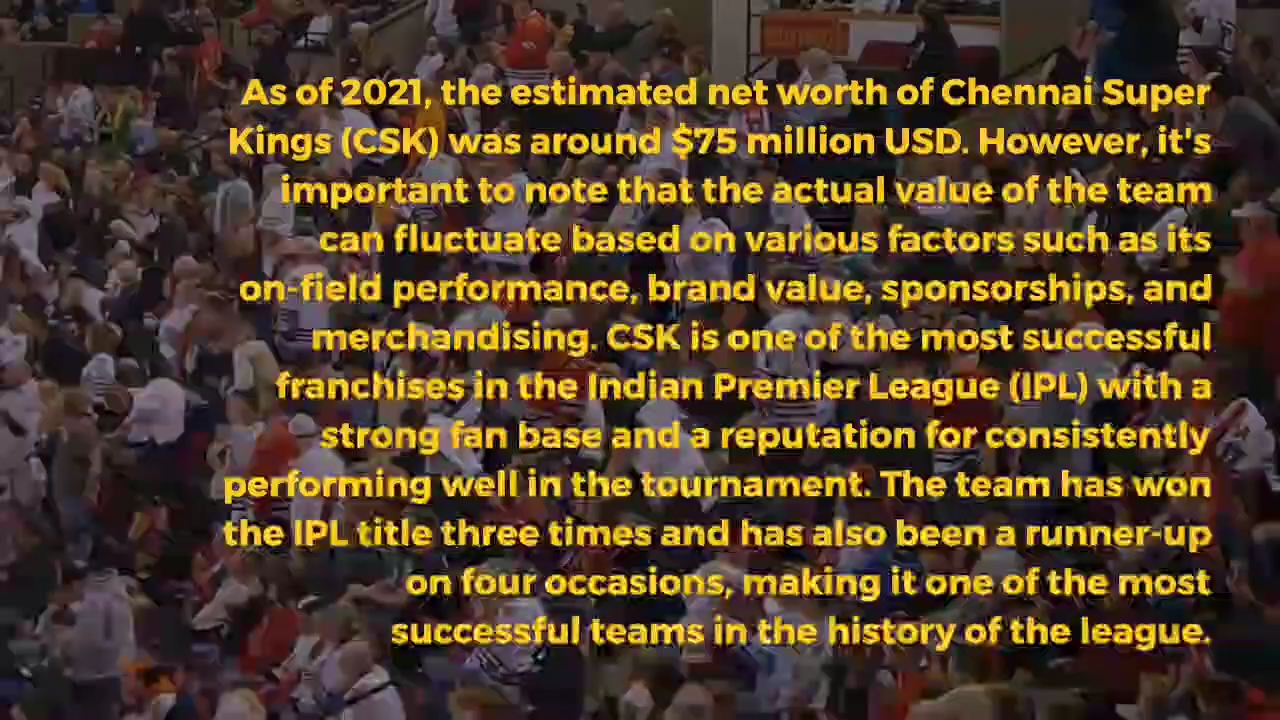 As of 2021, the estimated net worth of Chennai Super
Kings (CSK) was around $75 million USD. However, it's
important to note that the actual value of the team
can fluctuate based on various factors such as its
on-field performance, brand value, sponsorships, and
merchandising. CSK is one of the most successful
franchises in the Indian Premier League (IPL) with a
strong fan base and a reputation for consistently
performing well in the tournament. The team has won
the IPL title three times and has also been a runner-up
on four occasions, making it one of the most
successful teams in the history of the league.